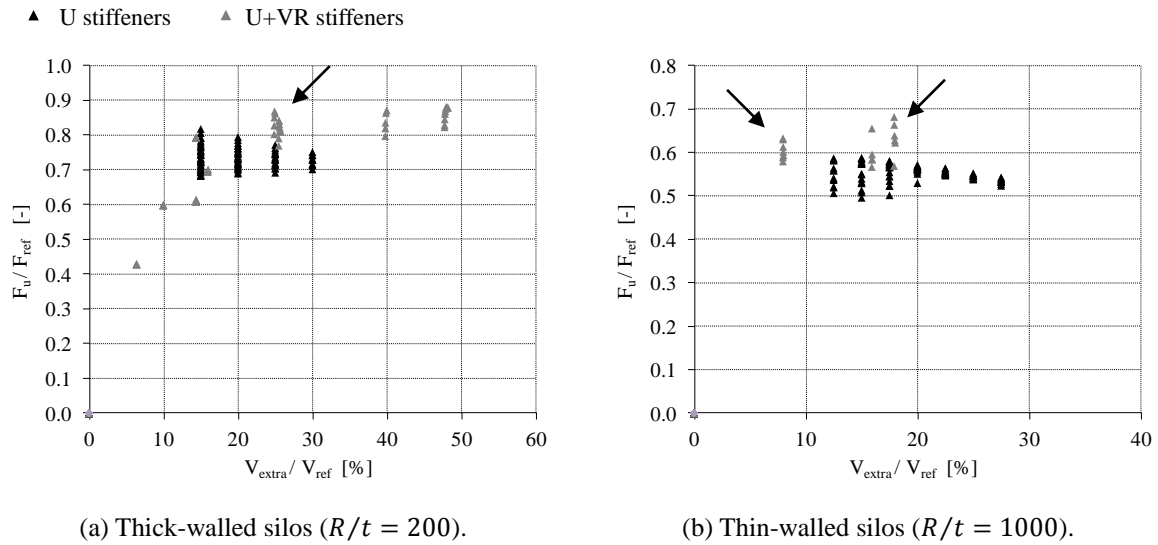 ▲ U stiffeners ▲ U+VR stiffeners
1.0
0.9
0.8
0.7
0.6
0.5
0.4
0.3
0.2
0.1
0.0
F_u / F_ref [-]
0 10 20 30 40 50 60
V_extra / V_ref [%]
(a) Thick-walled silos (R/t = 200).
0.8
0.7
0.6
0.5
0.4
0.3
0.2
0.1
0.0
F_u / F_ref [-]
0 10 20 30 40
V_extra / V_ref [%]
(b) Thin-walled silos (R/t = 1000).